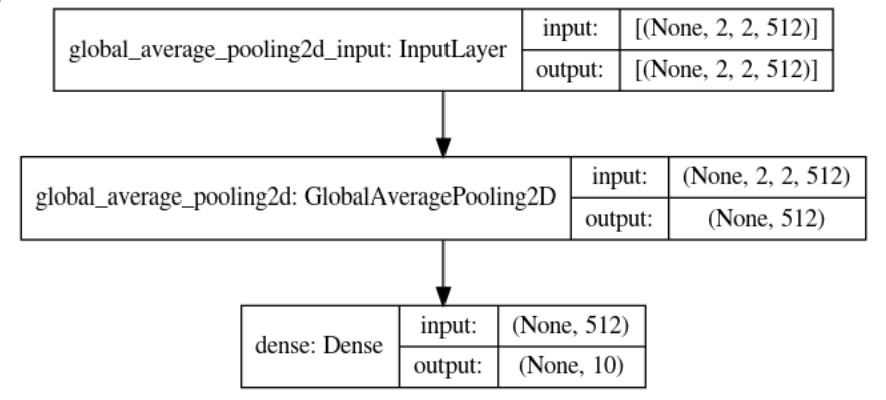 global_average_pooling2d_input: InputLayer
input: [(None, 2, 2, 512)]
output: [(None, 2, 2, 512)]
global_average_pooling2d: GlobalAveragePooling2D
input: (None, 2, 2, 512)
output: (None, 512)
dense: Dense
input: (None, 512)
output: (None, 10)